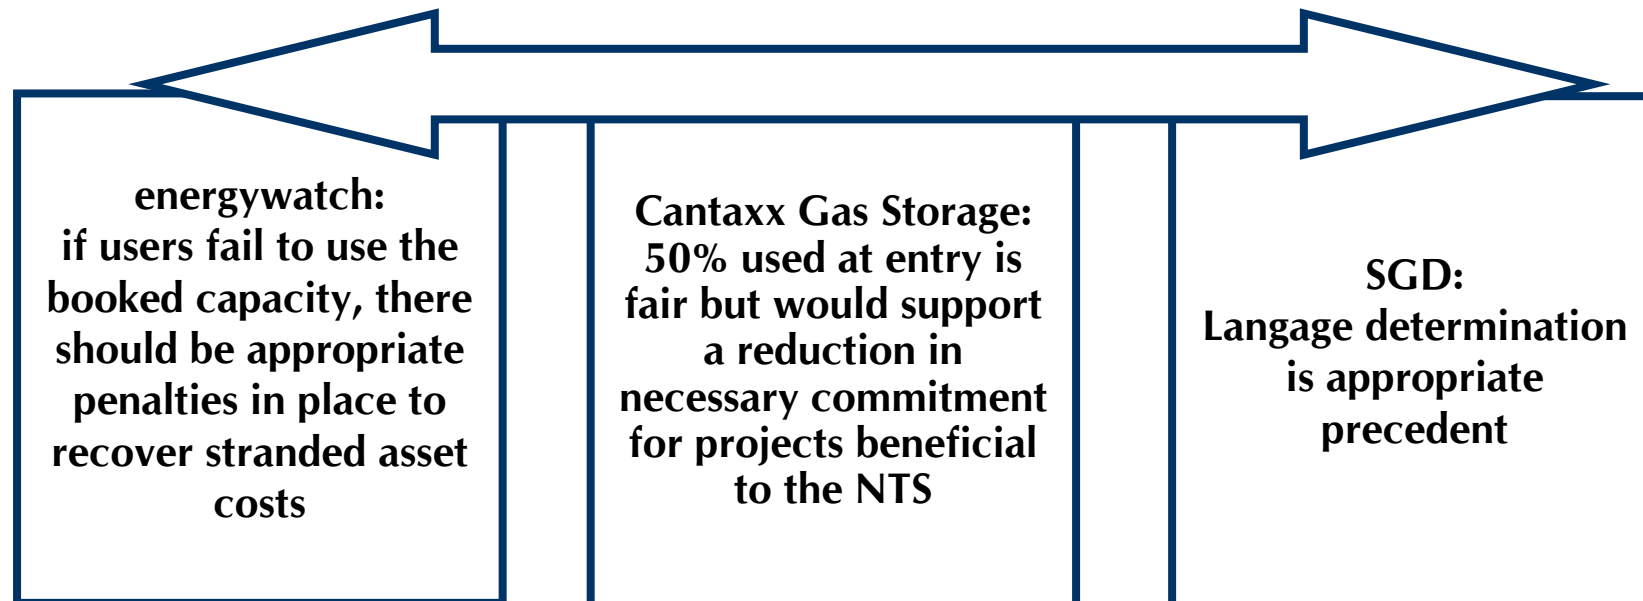 energywatch:
if users fail to use the
booked capacity, there
should be appropriate
penalties in place to
recover stranded asset
costs
Cantaxx Gas Storage:
50% used at entry is
fair but would support
a reduction in
necessary commitment
for projects beneficial
to the NTS
SGD:
Langage determination
is appropriate
precedent